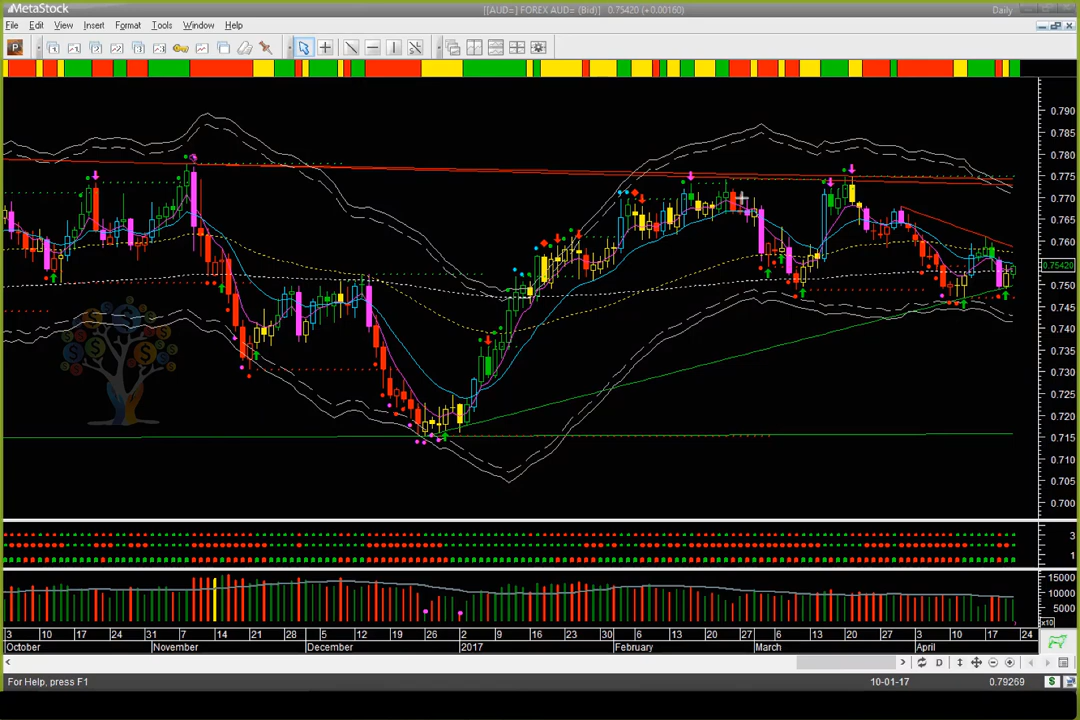 MetaStock
[[AUD=] FOREX AUD= (Bid)] 0.75420 (+0.00160)
Daily
File Edit View Insert Format Tools Window Help
P
0.790
0.785
0.780
0.775
0.770
0.765
0.760
0.75420
0.750
0.745
0.740
0.735
0.730
0.725
0.720
0.715
0.710
0.705
0.700
3
1
15000
10000
5000
x10
3 10 17 24 31 7 14 21 28 5 12 19 26 2 9 16 23 30 6 13 20 27 6 13 20 27 3 10 17 24
October November December 2017 February March April
D
For Help, press F1
10-01-17
0.79269
$